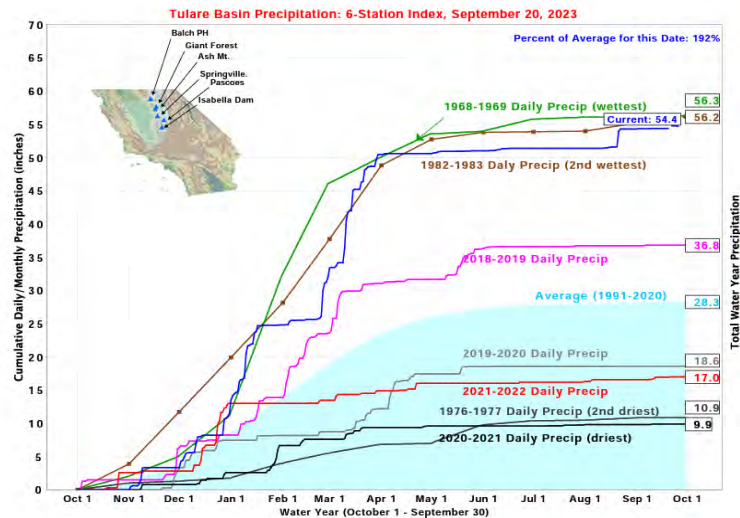 Tulare Basin Precipitation: 6-Station Index, September 20, 2023
Percent of Average for this Date: 192%
Balch PH
Giant Forest
Ash Mt.
Springville.
Pascoes
Isabella Dam
Cumulative Daily/Monthly Precipitation (inches)
70
65
60
55
50
45
40
35
30
25
20
15
10
5
0
1968-1969 Daily Precip (wettest)
56.3
56.2
Current: 54.4
1982-1983 Daly Precip (2nd wettest)
2018-2019 Daily Precip
36.8
Average (1991-2020)
28.3
2019-2020 Daily Precip
18.6
2021-2022 Daily Precip
17.0
1976-1977 Daily Precip (2nd driest)
10.9
2020-2021 Daily Precip (driest)
9.9
Total Water Year Precipitation
Oct 1 Nov 1 Dec 1 Jan 1 Feb 1 Mar 1 Apr 1 May 1 Jun 1 Jul 1 Aug 1 Sep 1 Oct 1
Water Year (October 1 - September 30)